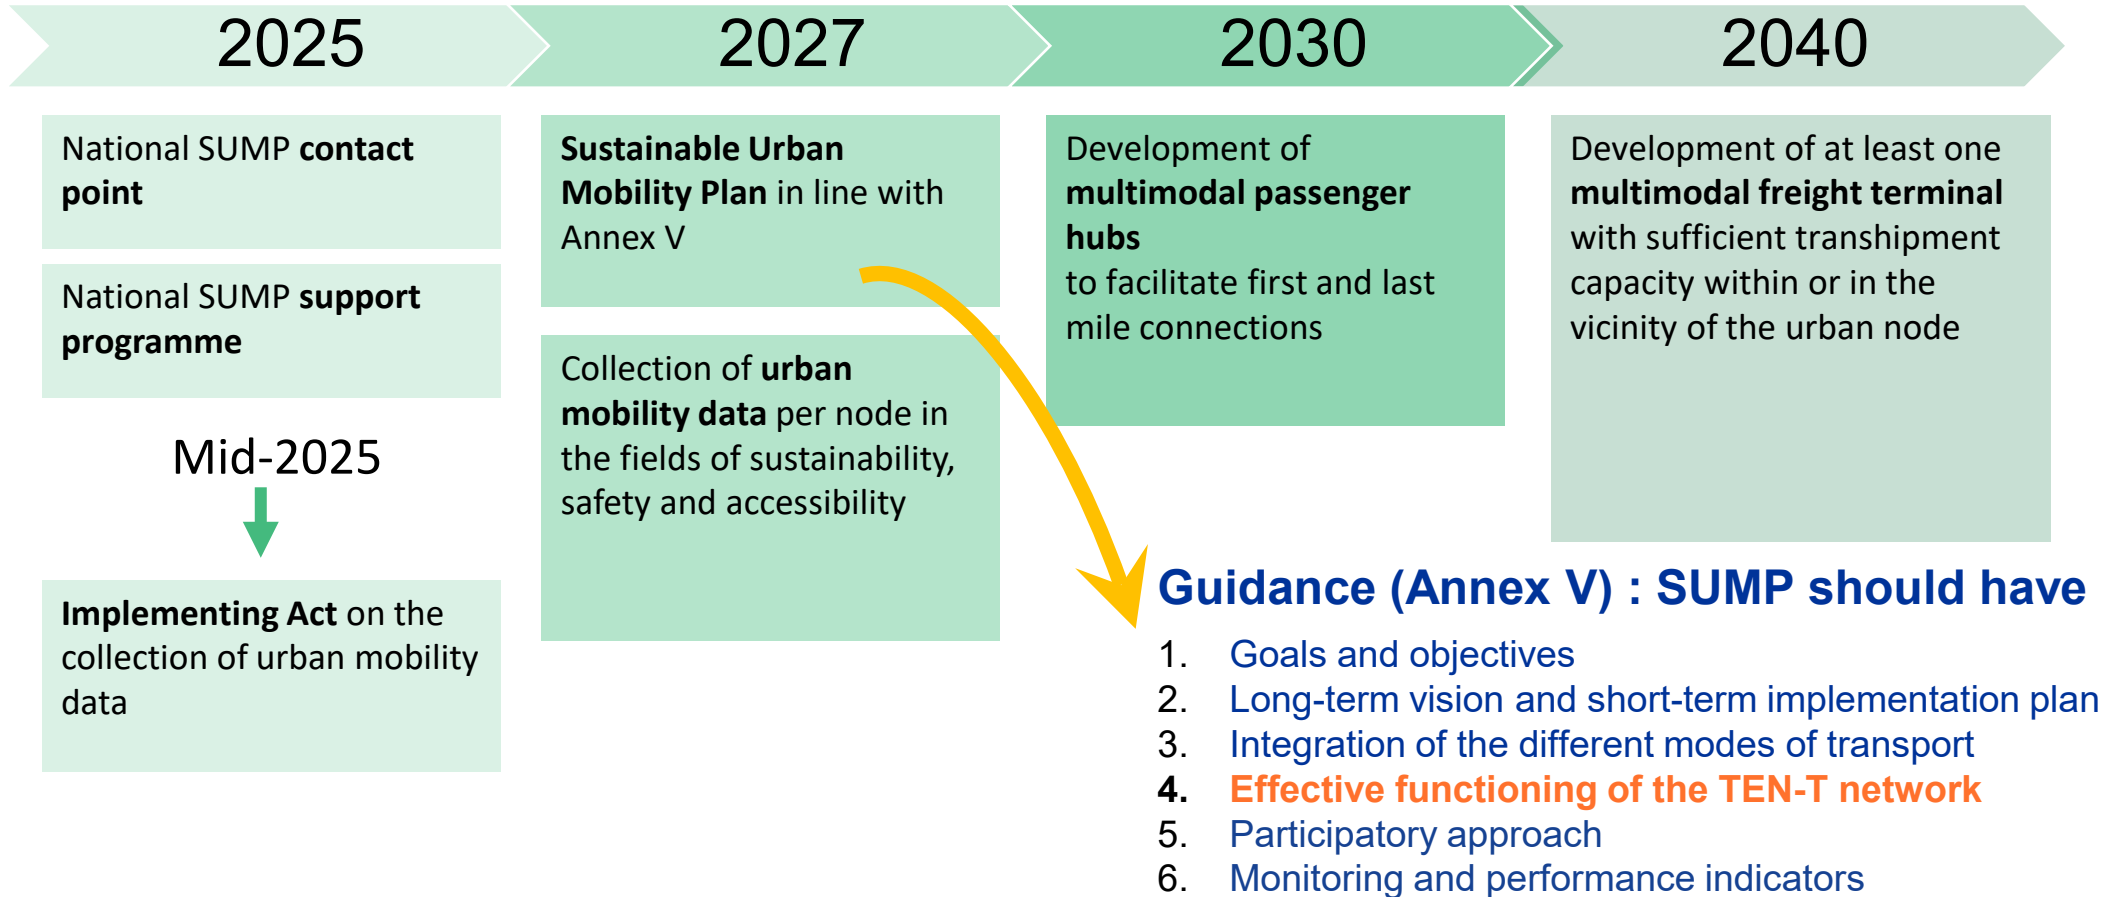 2025
2027
2030
2040
National SUMP contact
point
National SUMP support
programme
Mid-2025
Implementing Act on the
collection of urban mobility
data
Sustainable Urban
Mobility Plan in line with
Annex V
Collection of urban
mobility data per node in
the fields of sustainability,
safety and accessibility
Development of
multimodal passenger
hubs
to facilitate first and last
mile connections
Development of at least one
multimodal freight terminal
with sufficient transhipment
capacity within or in the
vicinity of the urban node
Guidance (Annex V) : SUMP should have
1. Goals and objectives
2. Long-term vision and short-term implementation plan
3. Integration of the different modes of transport
4. Effective functioning of the TEN-T network
5. Participatory approach
6. Monitoring and performance indicators